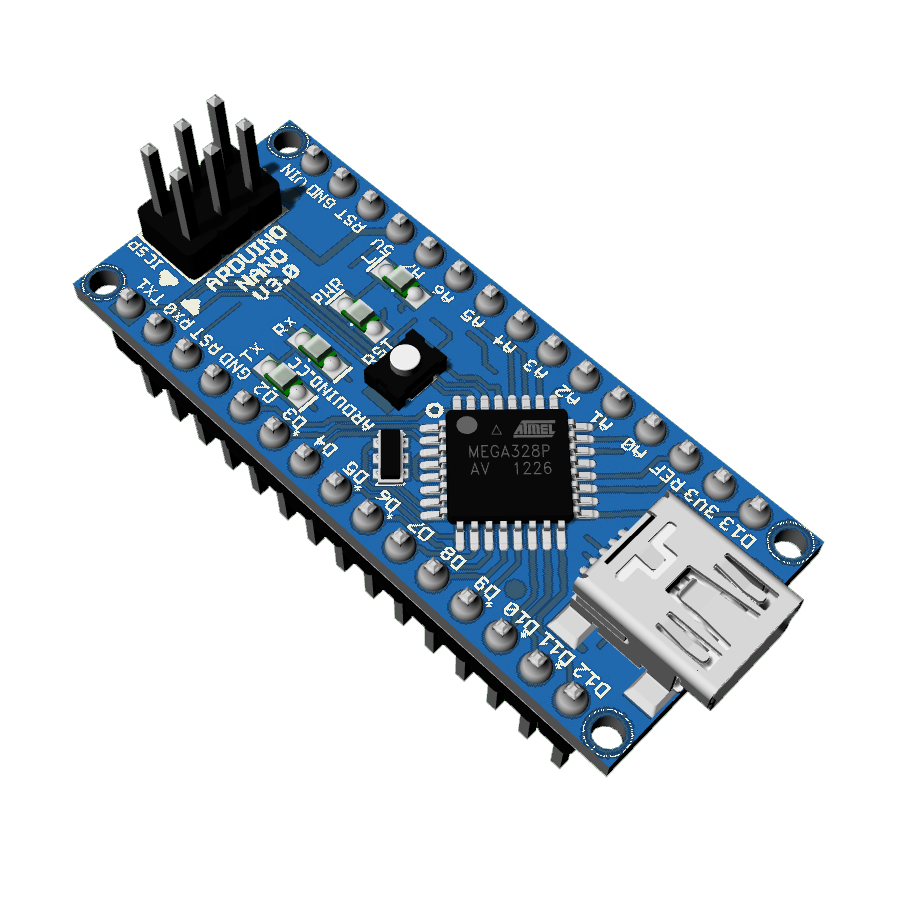 VIN
GND
RST
5V
A7
A6
A5
A4
A3
A2
A1
A0
REF
3V3
D13
ICSP
ARDUINO
NANO
V3.0
PWR
RX
TX
RST
ARDUINO.CC
ATMEL
MEGA328P
AV 1226
TX1
RX0
RST
GND
D2
D3
D4
D5
D6
D7
D8
D9
D10
D11
D12